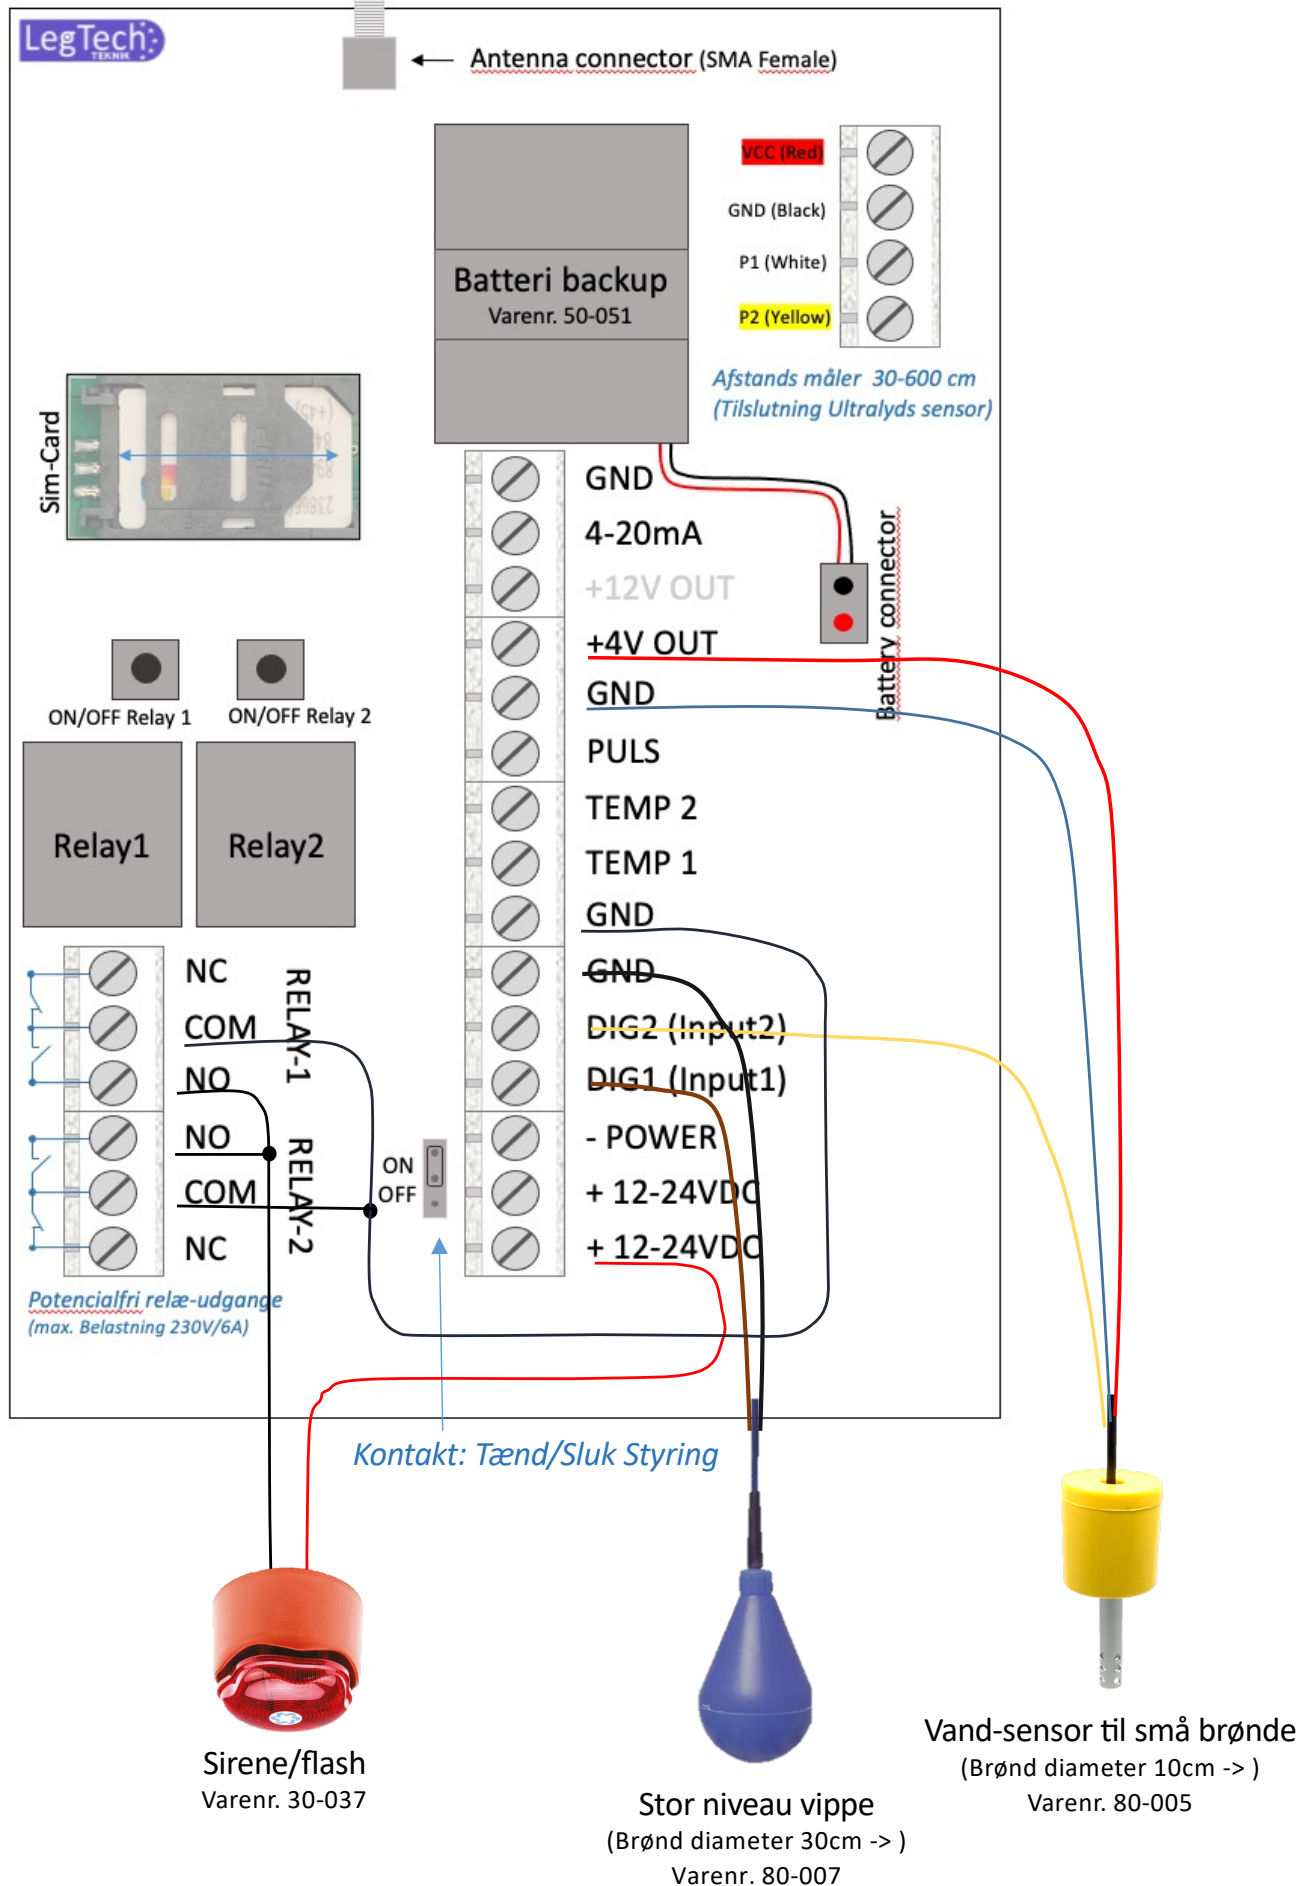 LegTech
TEKNIK
Antenna connector (SMA Female)
VCC (Red)
GND (Black)
P1 (White)
P2 (Yellow)
Batteri backup
Varenr. 50-051
Afstands måler 30-600 cm
(Tilslutning Ultralyds sensor)
Sim-Card
GND
4-20mA
+12V OUT
+4V OUT
GND
PULS
TEMP 2
TEMP 1
GND
GND
DIG2 (Input2)
DIG1 (Input1)
- POWER
+ 12-24VDC
+ 12-24VDC
Battery connector
ON/OFF Relay 1
ON/OFF Relay 2
Relay1
Relay2
NC
COM
NO
RELAY-1
NO
COM
NC
RELAY-2
ON
OFF
Potencialfri relæ-udgange
(max. Belastning 230V/6A)
Kontakt: Tænd/Sluk Styring
Sirene/flash
Varenr. 30-037
Stor niveau vippe
(Brønd diameter 30cm -> )
Varenr. 80-007
Vand-sensor til små brønde
(Brønd diameter 10cm -> )
Varenr. 80-005